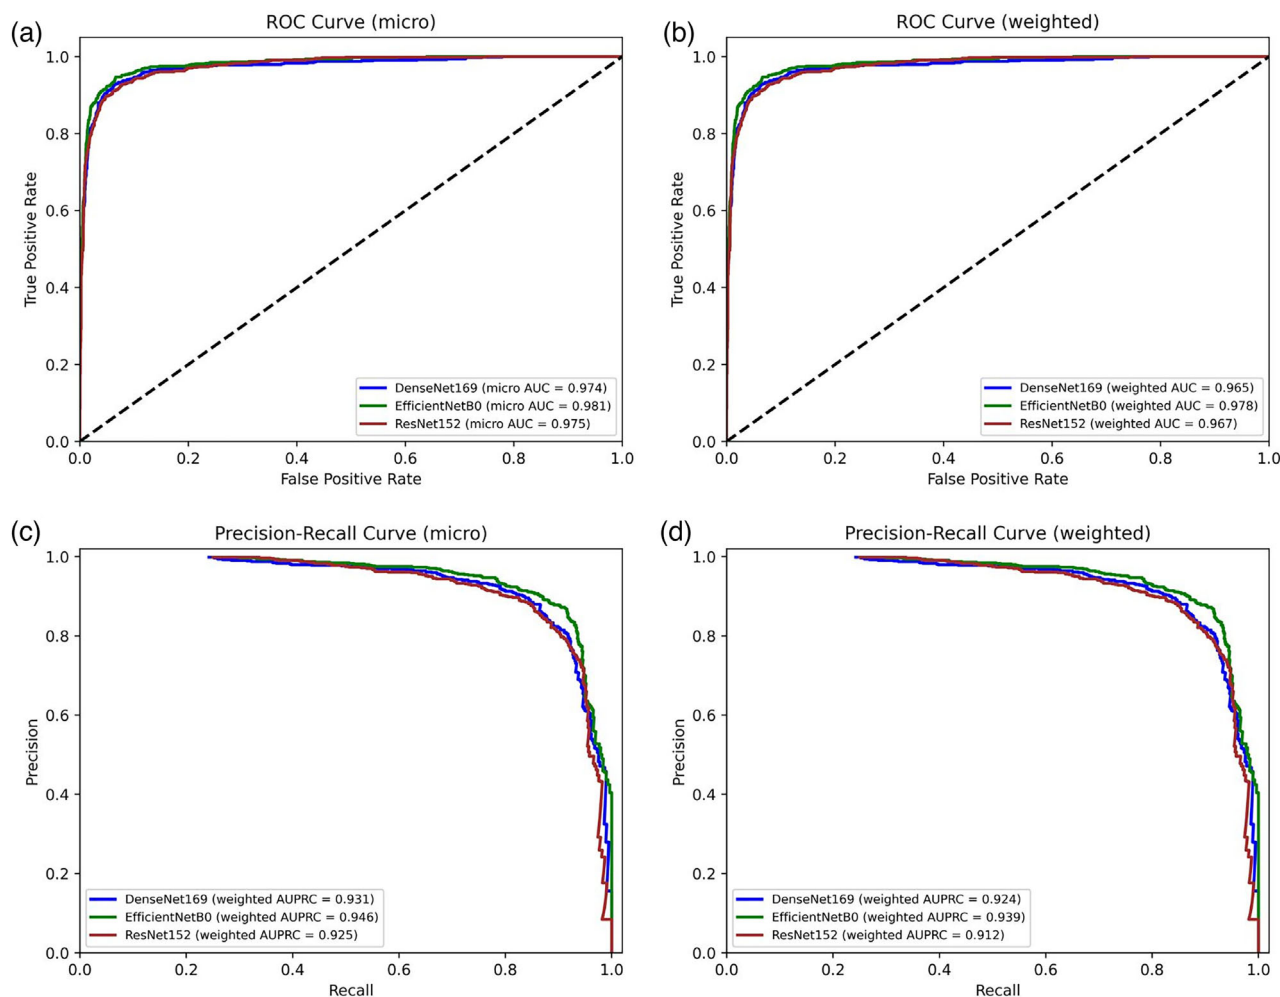 (a)
ROC Curve (micro)
True Positive Rate
1.0
0.8
0.6
0.4
0.2
0.0
DenseNet169 (micro AUC = 0.974)
EfficientNetB0 (micro AUC = 0.981)
ResNet152 (micro AUC = 0.975)
0.0 0.2 0.4 0.6 0.8 1.0
False Positive Rate
(b)
ROC Curve (weighted)
True Positive Rate
1.0
0.8
0.6
0.4
0.2
0.0
DenseNet169 (weighted AUC = 0.965)
EfficientNetB0 (weighted AUC = 0.978)
ResNet152 (weighted AUC = 0.967)
0.0 0.2 0.4 0.6 0.8 1.0
False Positive Rate
(c)
Precision-Recall Curve (micro)
Precision
1.0
0.8
0.6
0.4
0.2
0.0
DenseNet169 (weighted AUPRC = 0.931)
EfficientNetB0 (weighted AUPRC = 0.946)
ResNet152 (weighted AUPRC = 0.925)
0.0 0.2 0.4 0.6 0.8 1.0
Recall
(d)
Precision-Recall Curve (weighted)
Precision
1.0
0.8
0.6
0.4
0.2
0.0
DenseNet169 (weighted AUPRC = 0.924)
EfficientNetB0 (weighted AUPRC = 0.939)
ResNet152 (weighted AUPRC = 0.912)
0.0 0.2 0.4 0.6 0.8 1.0
Recall